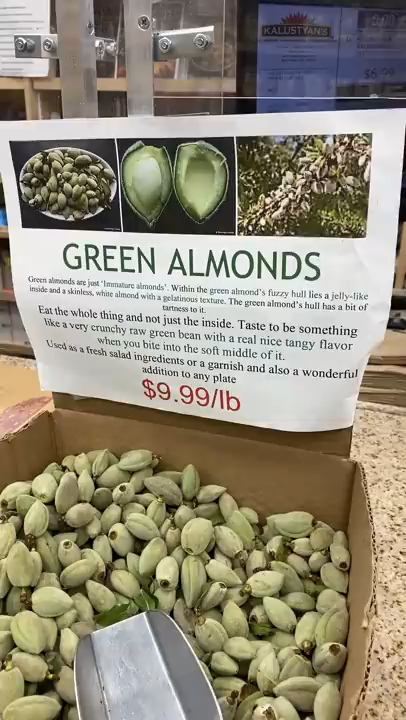 KALUSTYAN'S
GREEN ALMONDS
Green almonds are just 'Immature almonds'. Within the green almond's fuzzy hull lies a jelly-like
inside and a skinless, white almond with a gelatinous texture. The green almond's hull has a bit of
tartness to it.
Eat the whole thing and not just the inside. Taste to be something
like a very crunchy raw green bean with a real nice tangy flavor
when you bite into the soft middle of it.
Used as a fresh salad ingredients or a garnish and also a wonderful
addition to any plate
$9.99/lb